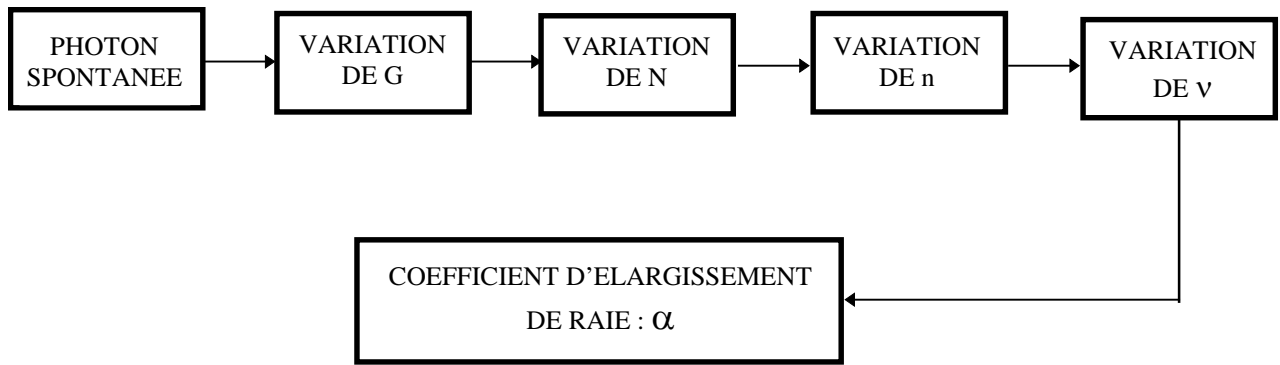 PHOTON
SPONTANEE
VARIATION
DE G
VARIATION
DE N
VARIATION
DE n
VARIATION
DE ν
COEFFICIENT D'ELARGISSEMENT
DE RAIE : α